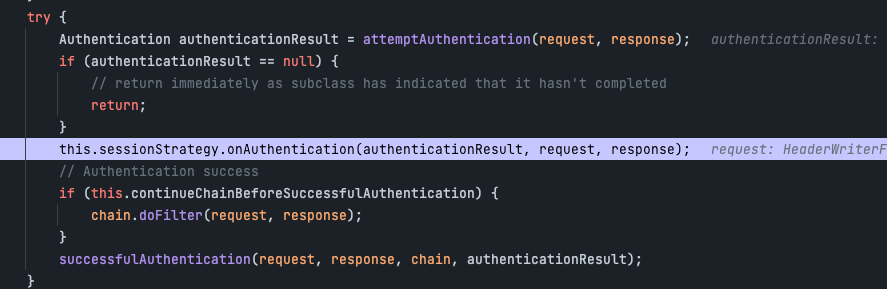 try {
Authentication authenticationResult = attemptAuthentication(request, response); authenticationResult:
if (authenticationResult == null) {
// return immediately as subclass has indicated that it hasn't completed
return;
}
this.sessionStrategy.onAuthentication(authenticationResult, request, response); request: HeaderWriterF
// Authentication success
if (this.continueChainBeforeSuccessfulAuthentication) {
chain.doFilter(request, response);
}
successfulAuthentication(request, response, chain, authenticationResult);
}